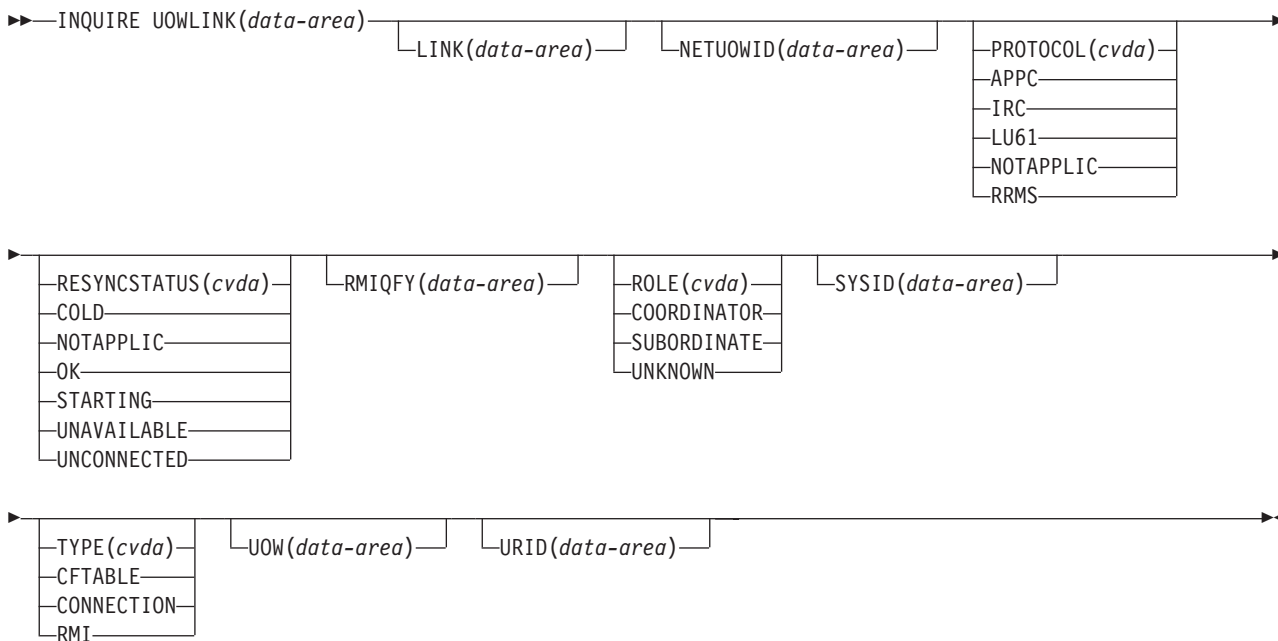 INQUIRE UOWLINK(data-area)
LINK(data-area)
NETUOWID(data-area)
PROTOCOL(cvda)
APPC
IRC
LU61
NOTAPPLIC
RRMS
RESYNCSTATUS(cvda)
COLD
NOTAPPLIC
OK
STARTING
UNAVAILABLE
UNCONNECTED
RMIQFY(data-area)
ROLE(cvda)
COORDINATOR
SUBORDINATE
UNKNOWN
SYSID(data-area)
TYPE(cvda)
CFTABLE
CONNECTION
RMI
UOW(data-area)
URID(data-area)